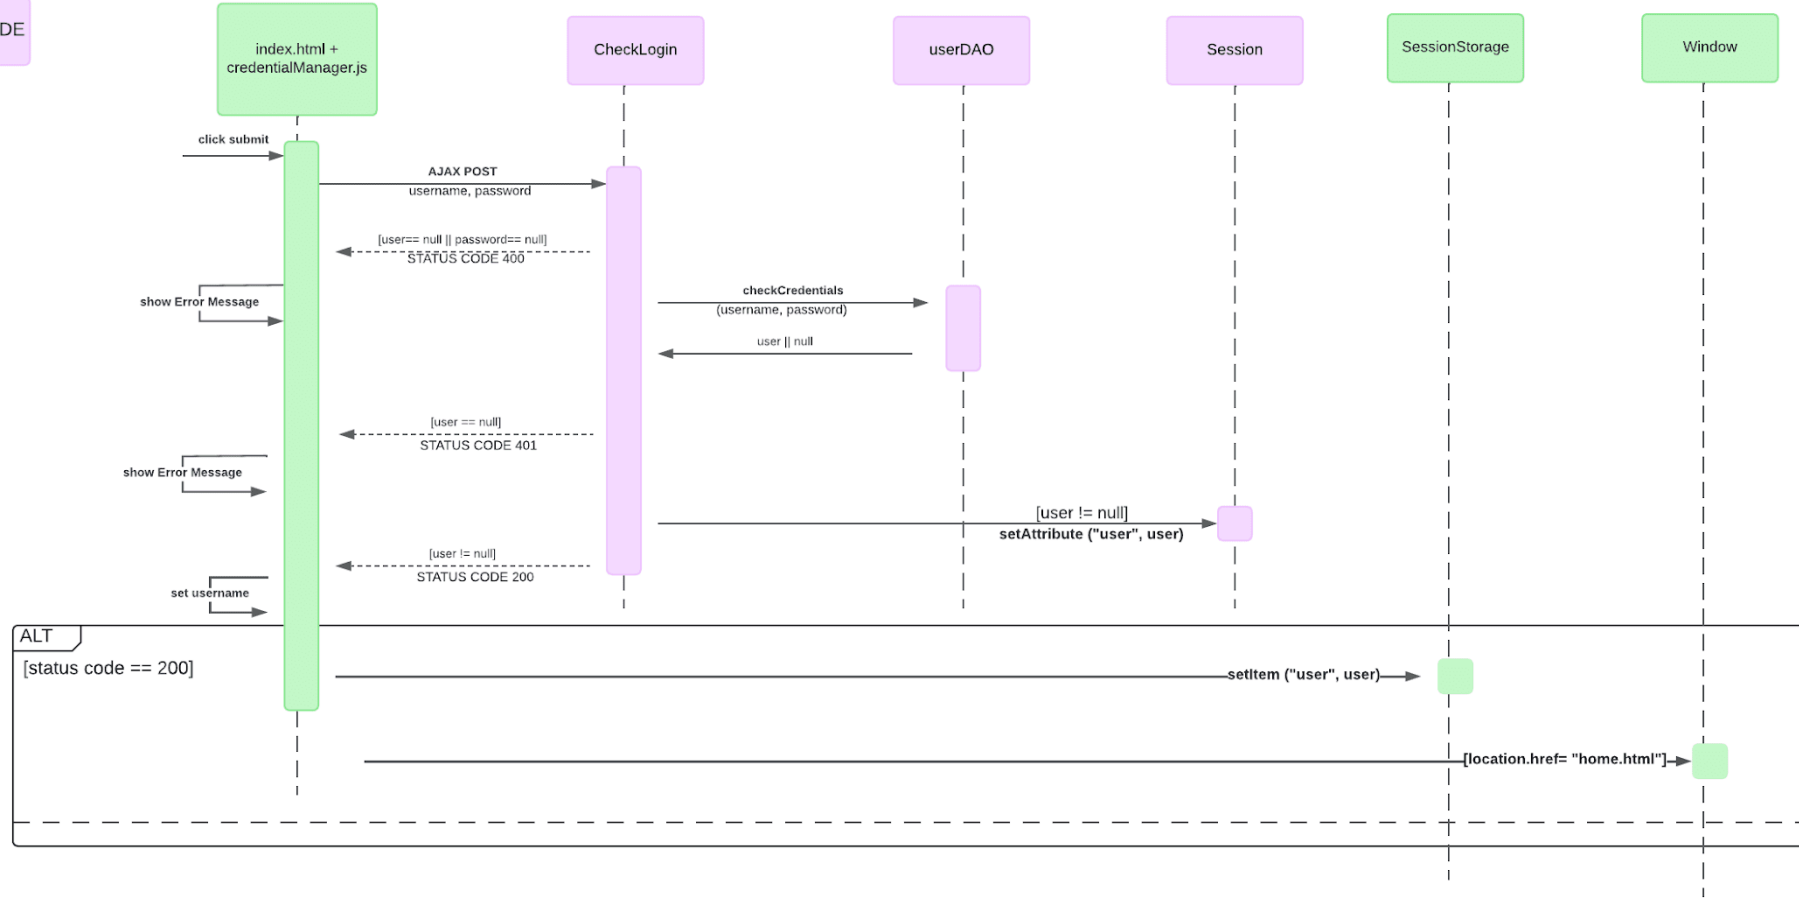 DE
index.html +
credentialManager.js
CheckLogin
userDAO
Session
SessionStorage
Window
click submit
AJAX POST
username, password
[user== null || password== null]
STATUS CODE 400
show Error Message
checkCredentials
(username, password)
user || null
[user == null]
STATUS CODE 401
show Error Message
[user != null]
setAttribute ("user", user)
[user != null]
STATUS CODE 200
set username
ALT
[status code == 200]
setItem ("user", user)
[location.href= "home.html"]